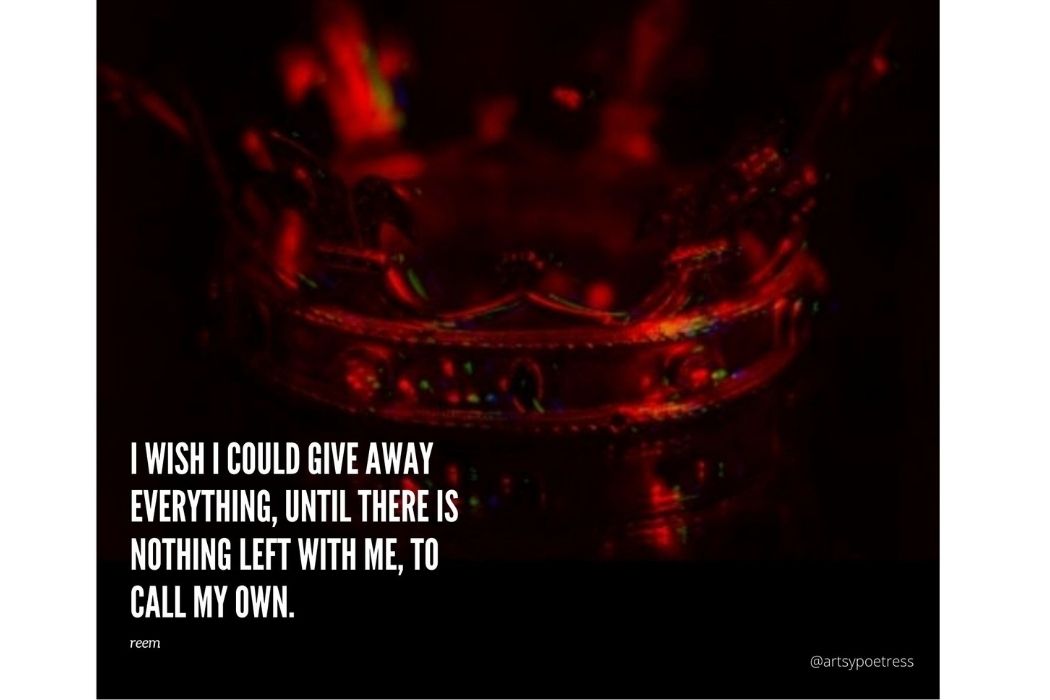 I WISH I COULD GIVE AWAY
EVERYTHING, UNTIL THERE IS
NOTHING LEFT WITH ME, TO
CALL MY OWN.
reem
@artsypoetress